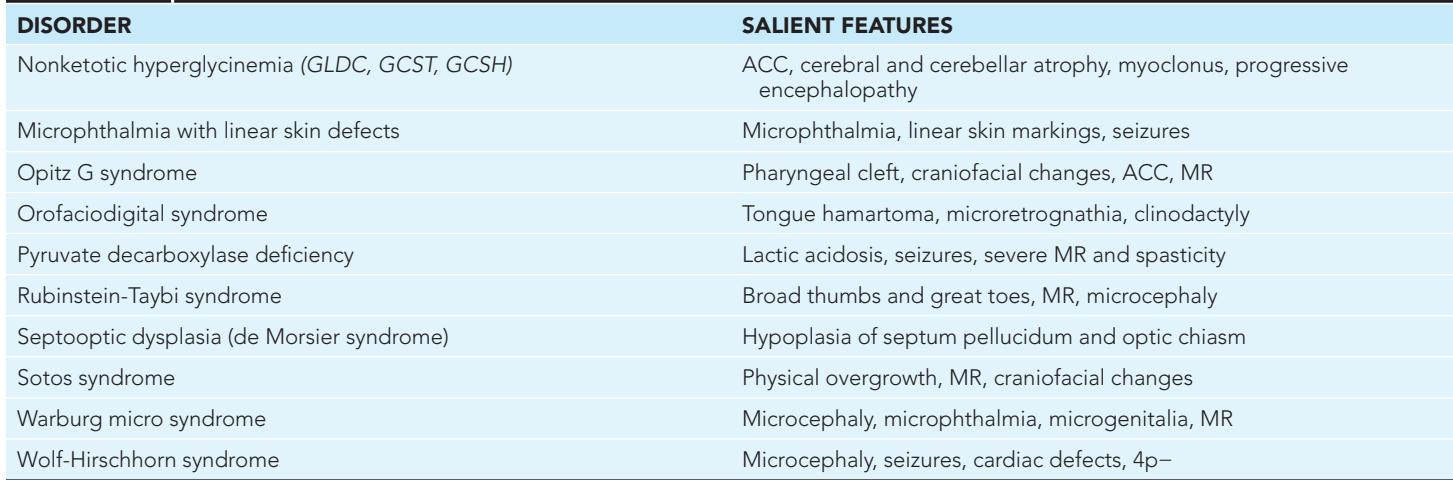 DISORDER SALIENT FEATURES
Nonketotic hyperglycinemia (GLDC, GCST, GCSH) ACC, cerebral and cerebellar atrophy, myoclonus, progressive
encephalopathy
Microphthalmia with linear skin defects Microphthalmia, linear skin markings, seizures
Opitz G syndrome Pharyngeal cleft, craniofacial changes, ACC, MR
Orofaciodigital syndrome Tongue hamartoma, microretrognathia, clinodactyly
Pyruvate decarboxylase deficiency Lactic acidosis, seizures, severe MR and spasticity
Rubinstein-Taybi syndrome Broad thumbs and great toes, MR, microcephaly
Septooptic dysplasia (de Morsier syndrome) Hypoplasia of septum pellucidum and optic chiasm
Sotos syndrome Physical overgrowth, MR, craniofacial changes
Warburg micro syndrome Microcephaly, microphthalmia, microgenitalia, MR
Wolf-Hirschhorn syndrome Microcephaly, seizures, cardiac defects, 4p−